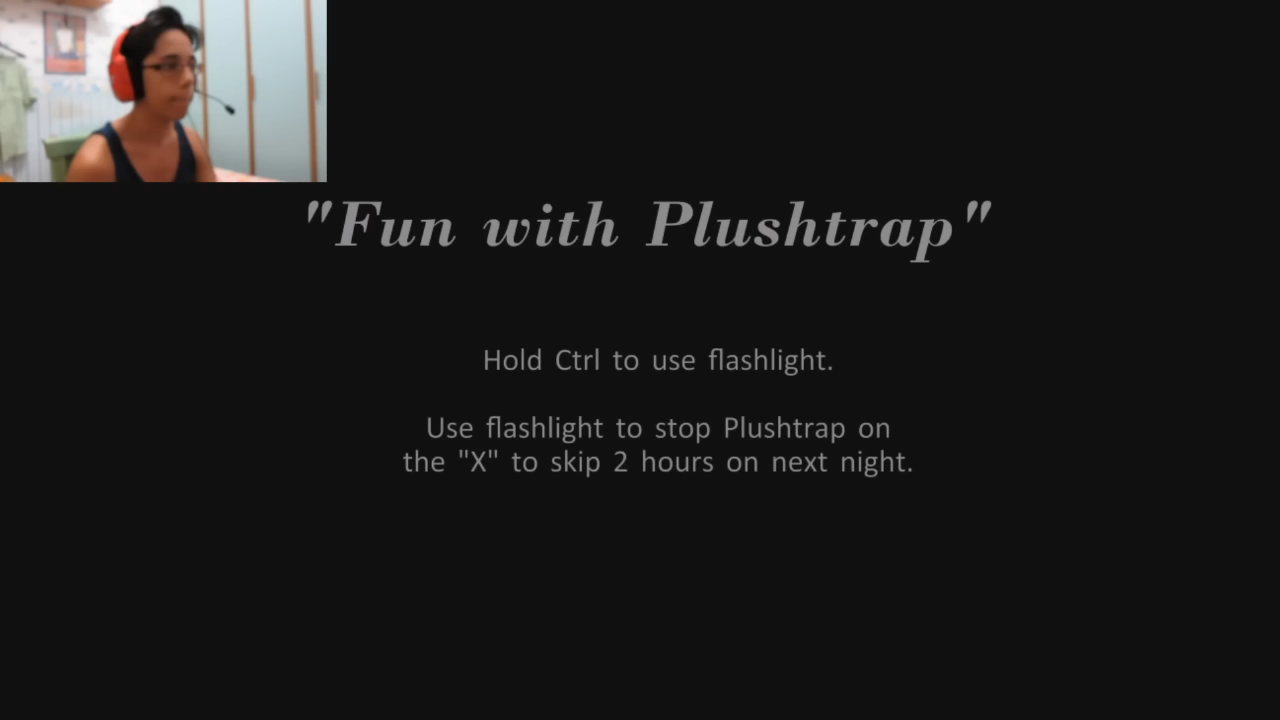 "Fun with Plushtrap"
Hold Ctrl to use flashlight.
Use flashlight to stop Plushtrap on
the "X" to skip 2 hours on next night.